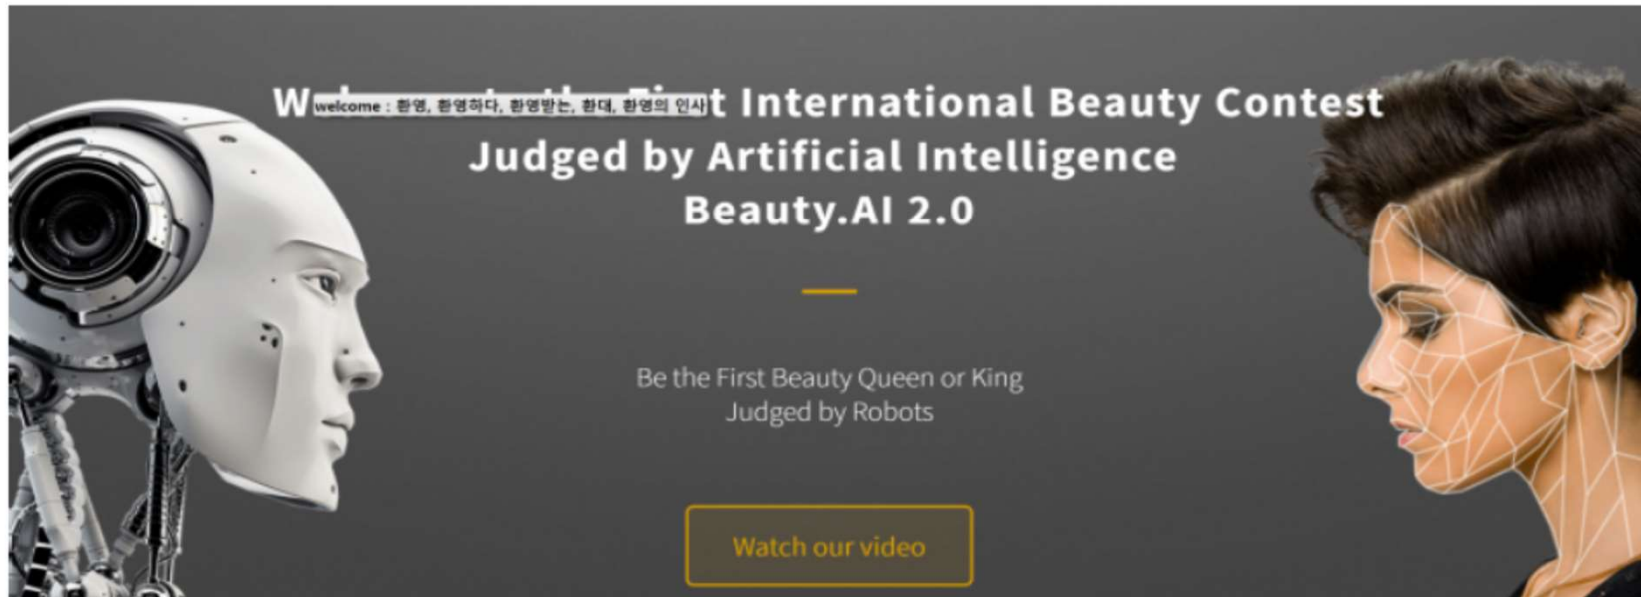 W welcome : 환영, 환영하다, 환영받는, 환대, 환영의 인사 t International Beauty Contest
Judged by Artificial Intelligence
Beauty.AI 2.0
Be the First Beauty Queen or King
Judged by Robots
Watch our video